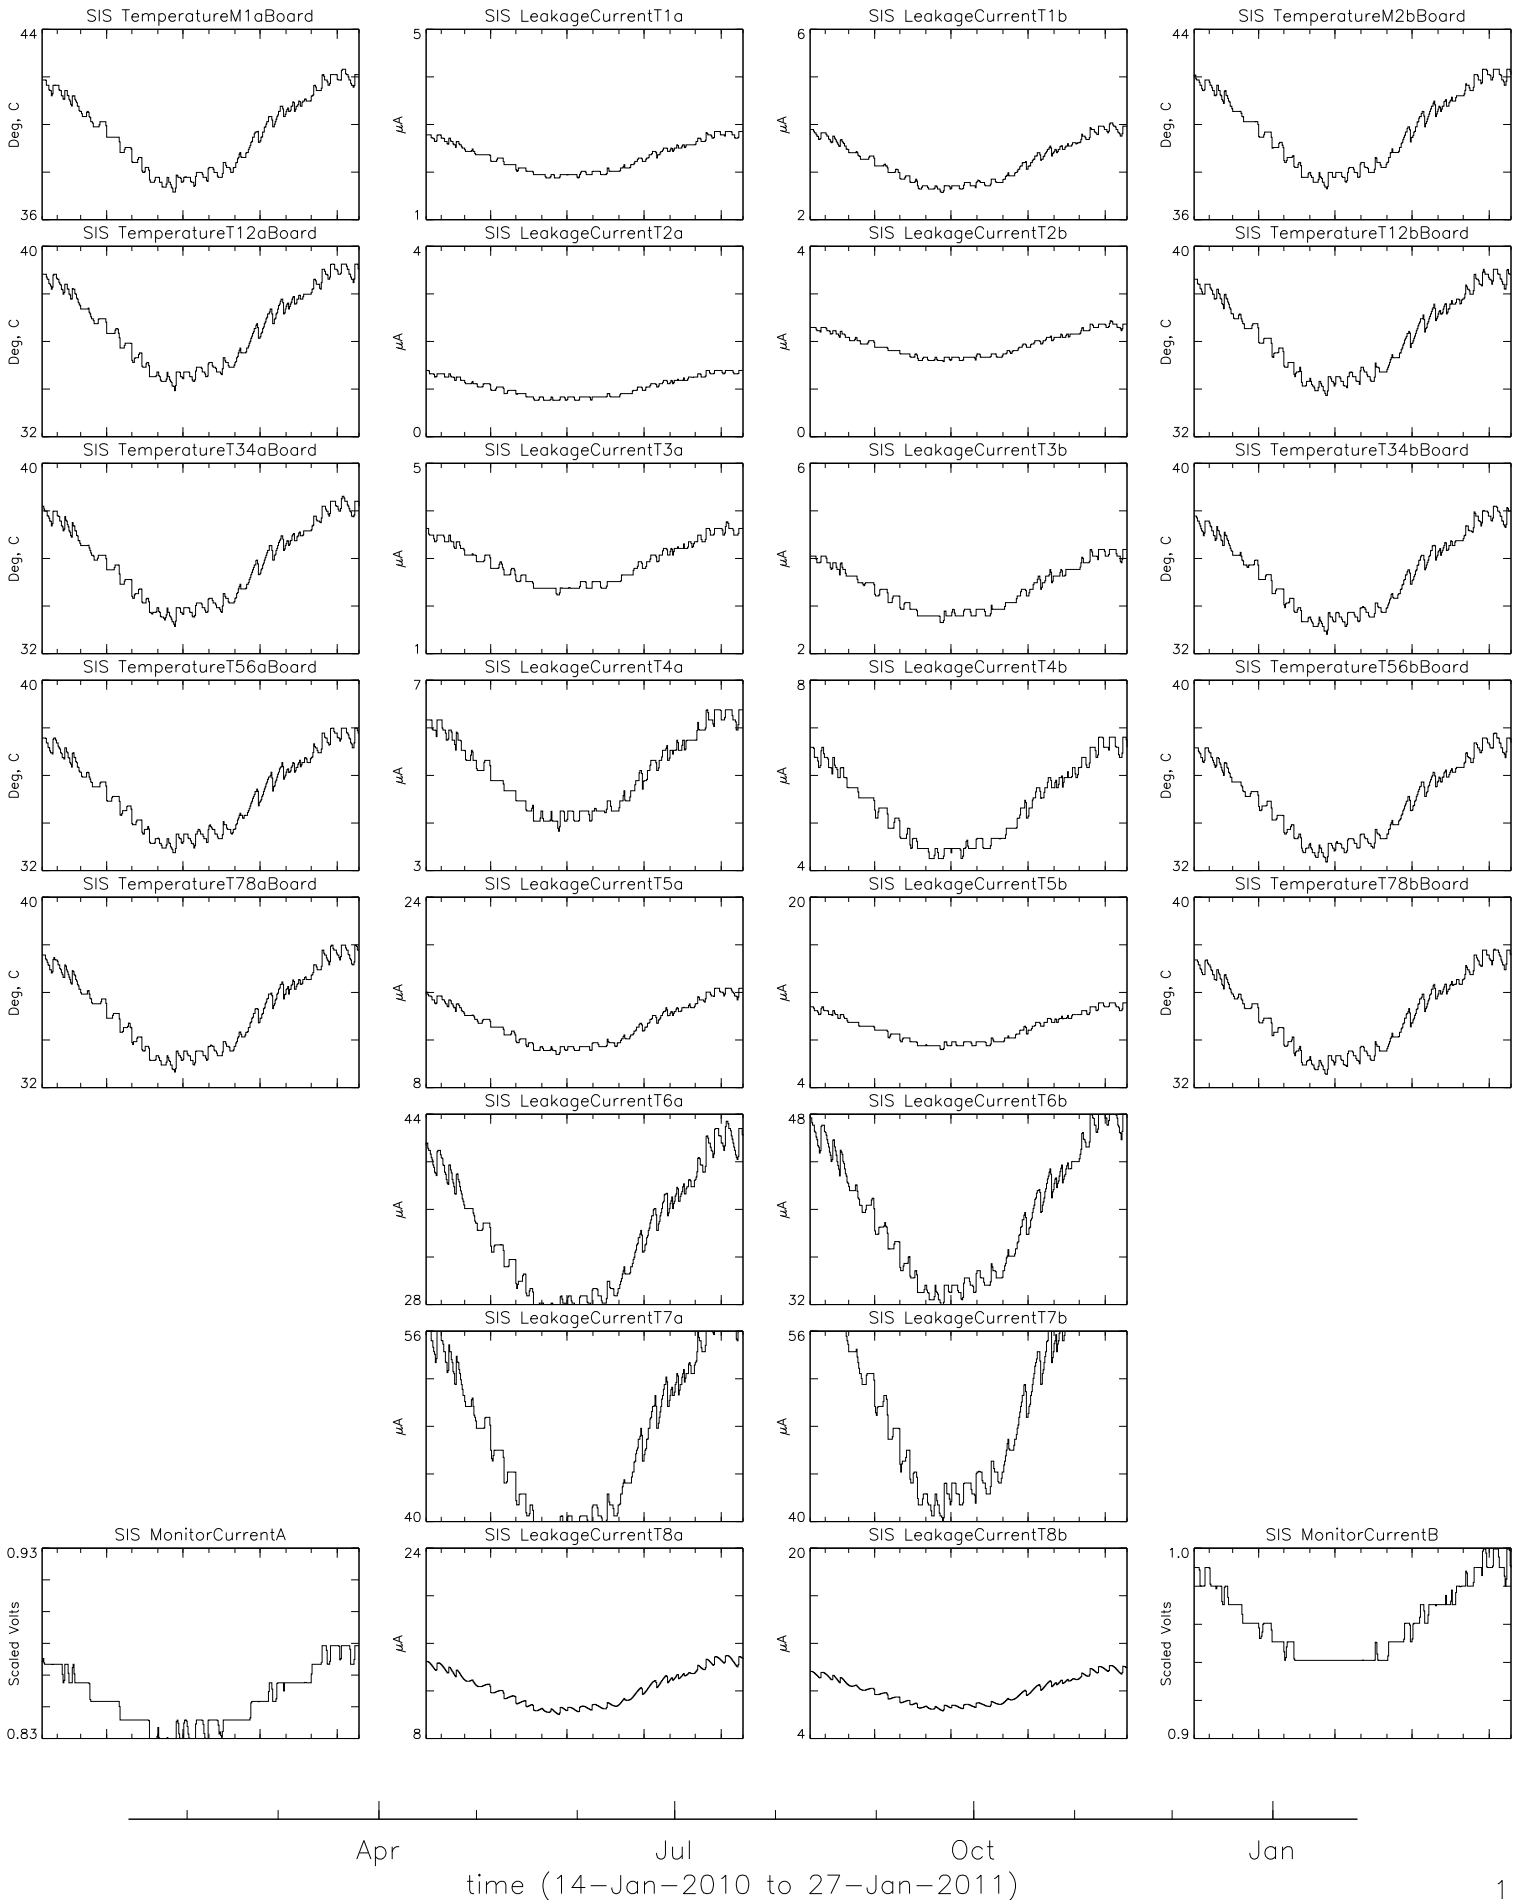 SIS TemperatureM1aBoard
44
Deg, C
36
SIS LeakageCurrentT1a
5
μA
1
SIS LeakageCurrentT1b
6
μA
2
SIS TemperatureM2bBoard
44
Deg, C
36
SIS TemperatureT12aBoard
40
Deg, C
32
SIS LeakageCurrentT2a
4
μA
0
SIS LeakageCurrentT2b
4
μA
0
SIS TemperatureT12bBoard
40
Deg, C
32
SIS TemperatureT34aBoard
40
Deg, C
32
SIS LeakageCurrentT3a
5
μA
1
SIS LeakageCurrentT3b
6
μA
2
SIS TemperatureT34bBoard
40
Deg, C
32
SIS TemperatureT56aBoard
40
Deg, C
32
SIS LeakageCurrentT4a
7
μA
3
SIS LeakageCurrentT4b
8
μA
4
SIS TemperatureT56bBoard
40
Deg, C
32
SIS TemperatureT78aBoard
40
Deg, C
32
SIS LeakageCurrentT5a
24
μA
8
SIS LeakageCurrentT5b
20
μA
4
SIS TemperatureT78bBoard
40
Deg, C
32
SIS LeakageCurrentT6a
44
μA
28
SIS LeakageCurrentT6b
48
μA
32
SIS LeakageCurrentT7a
56
μA
40
SIS LeakageCurrentT7b
56
μA
40
SIS MonitorCurrentA
0.93
Scaled Volts
0.83
SIS LeakageCurrentT8a
24
μA
8
SIS LeakageCurrentT8b
20
μA
4
SIS MonitorCurrentB
1.0
Scaled Volts
0.9
Apr Jul Oct Jan
time (14-Jan-2010 to 27-Jan-2011)
1